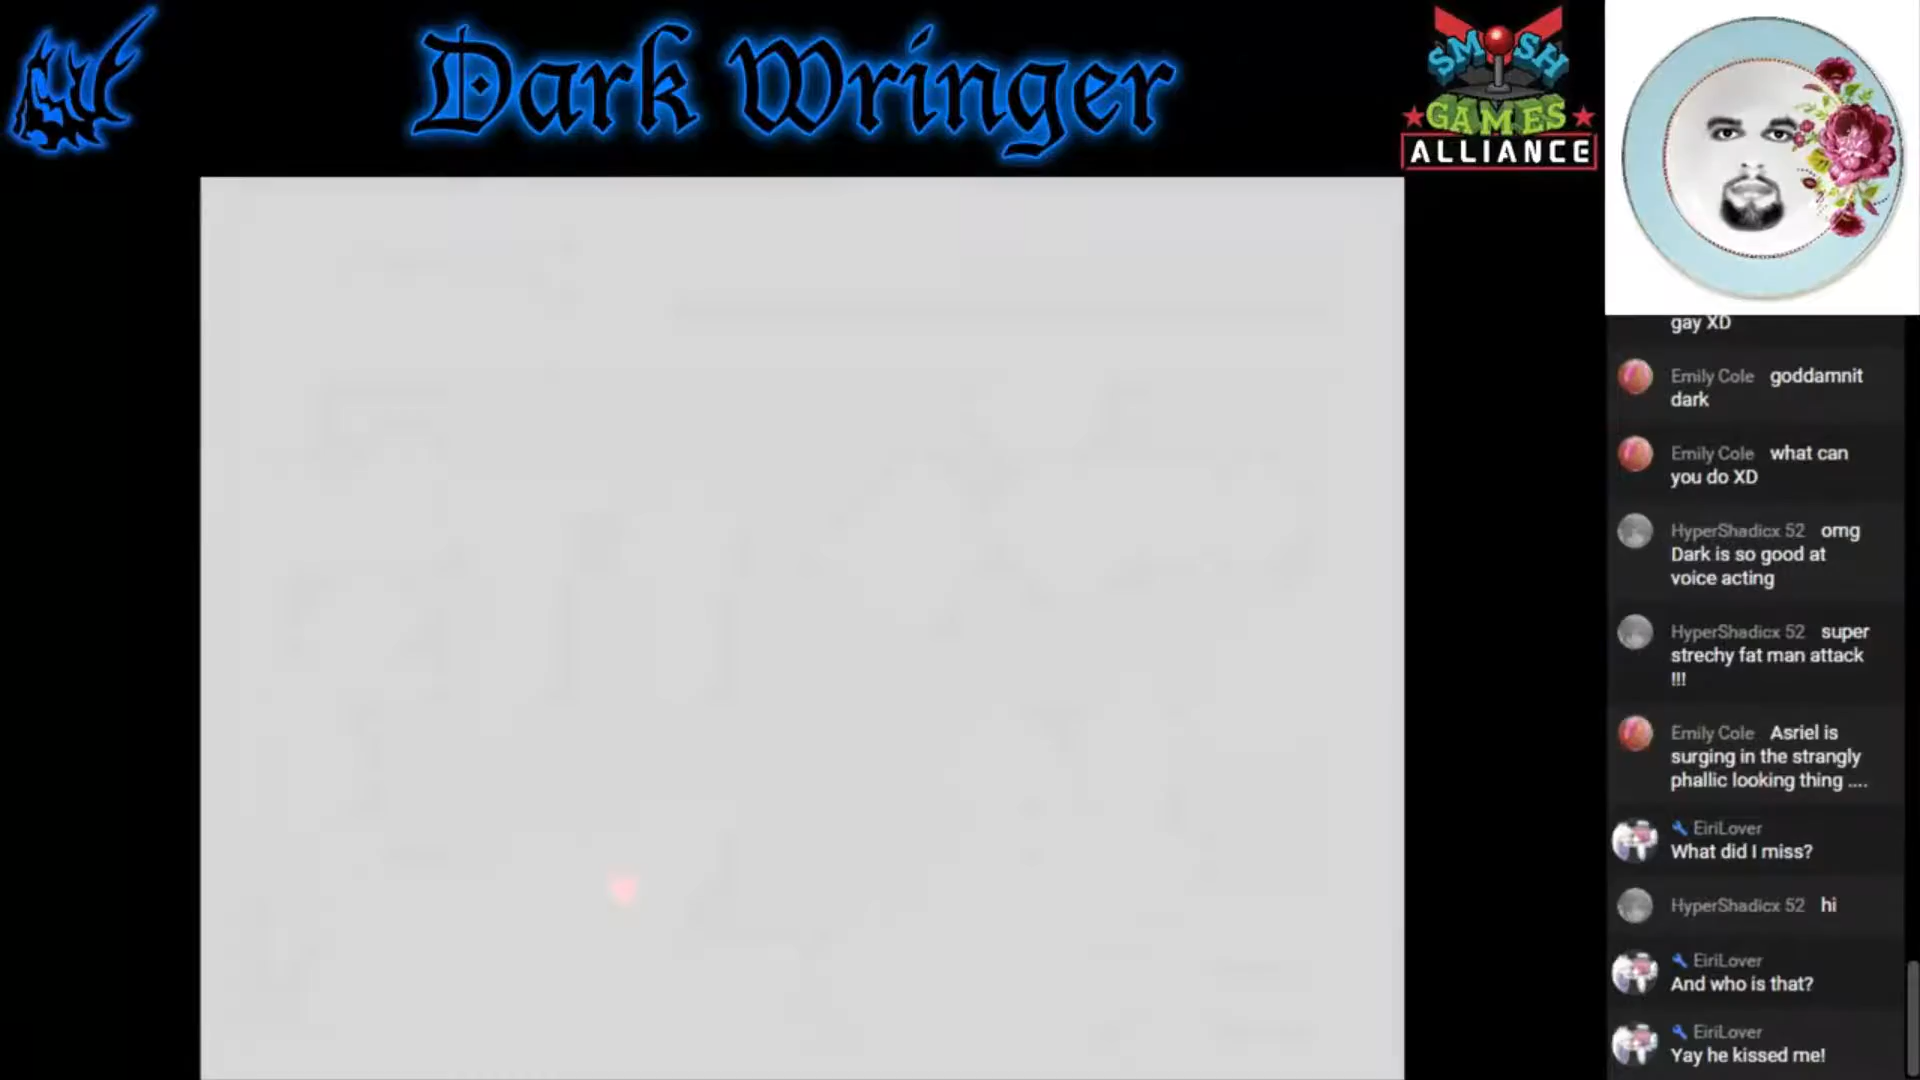 Dark Wringer
SMOSH
GAMES
ALLIANCE
gay XD
Emily Cole goddamnit
dark
Emily Cole what can
you do XD
HyperShadicx 52 omg
Dark is so good at
voice acting
HyperShadicx 52 super
strechy fat man attack
!!!
Emily Cole Asriel is
surging in the strangly
phallic looking thing ....
EiriLover
What did I miss?
HyperShadicx 52 hi
EiriLover
And who is that?
EiriLover
Yay he kissed me!